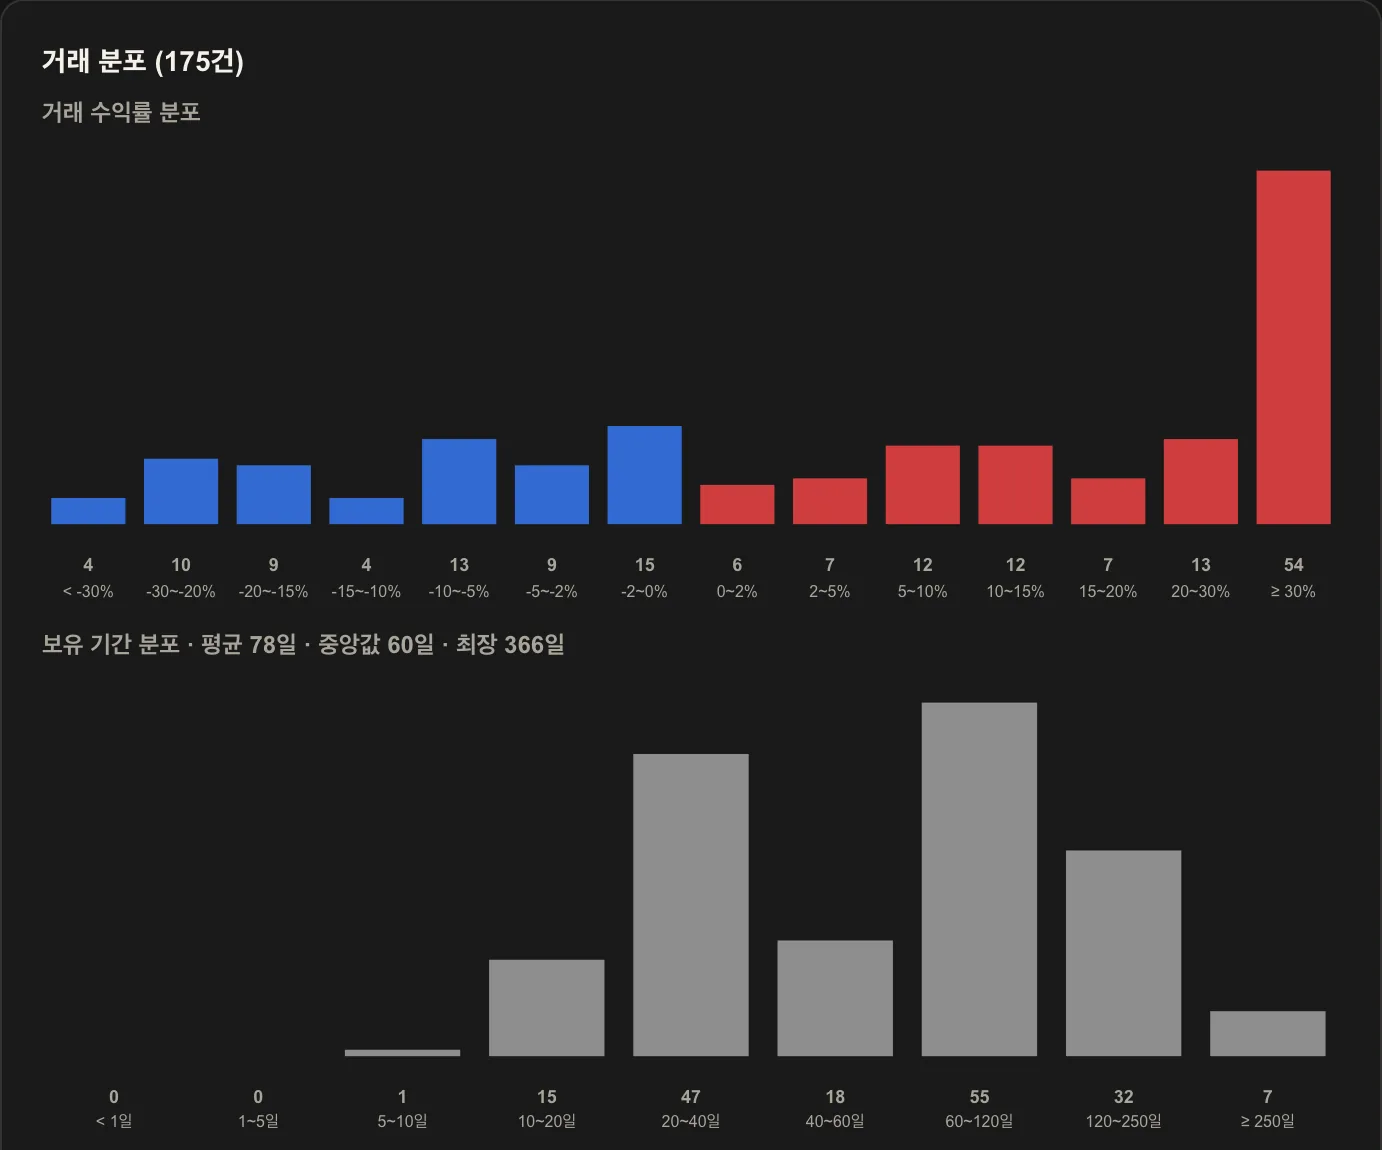 거래 분포 (175건)
거래 수익률 분포
4 10 9 4 13 9 15 6 7 12 12 7 13 54
< -30% -30~-20% -20~-15% -15~-10% -10~-5% -5~-2% -2~0% 0~2% 2~5% 5~10% 10~15% 15~20% 20~30% ≥ 30%
보유 기간 분포 · 평균 78일 · 중앙값 60일 · 최장 366일
0 0 1 15 47 18 55 32 7
< 1일 1~5일 5~10일 10~20일 20~40일 40~60일 60~120일 120~250일 ≥ 250일